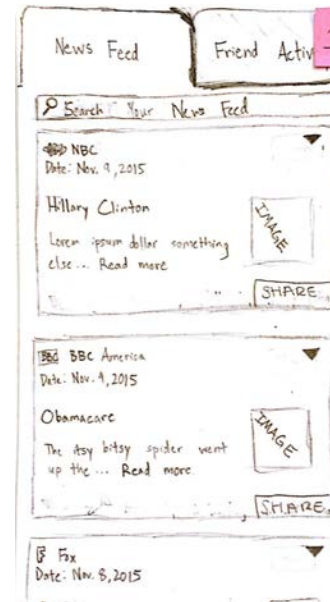 News Feed
Friend Activ
Search Your News Feed
NBC
Date: Nov. 9, 2015
Hillary Clinton
Lorem ipsum dollar something
else... Read more
IMAGE
SHARE
BBC BBC America
Date: Nov. 9, 2015
Obamacare
The itsy bitsy spider went
up the ... Read more
IMAGE
SHARE
F Fox
Date: Nov. 8, 2015